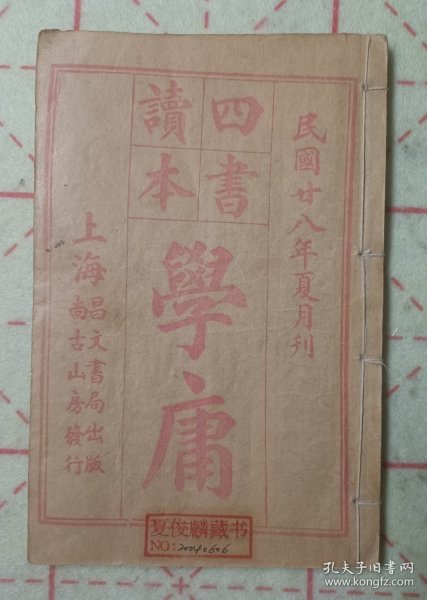 民國廿八年夏月刊
四書
讀本
學庸
上海
昌文書局出版
尚古山房發行
夏俊麟藏书
NO:20040606
孔夫子旧书网
www.kongfz.com